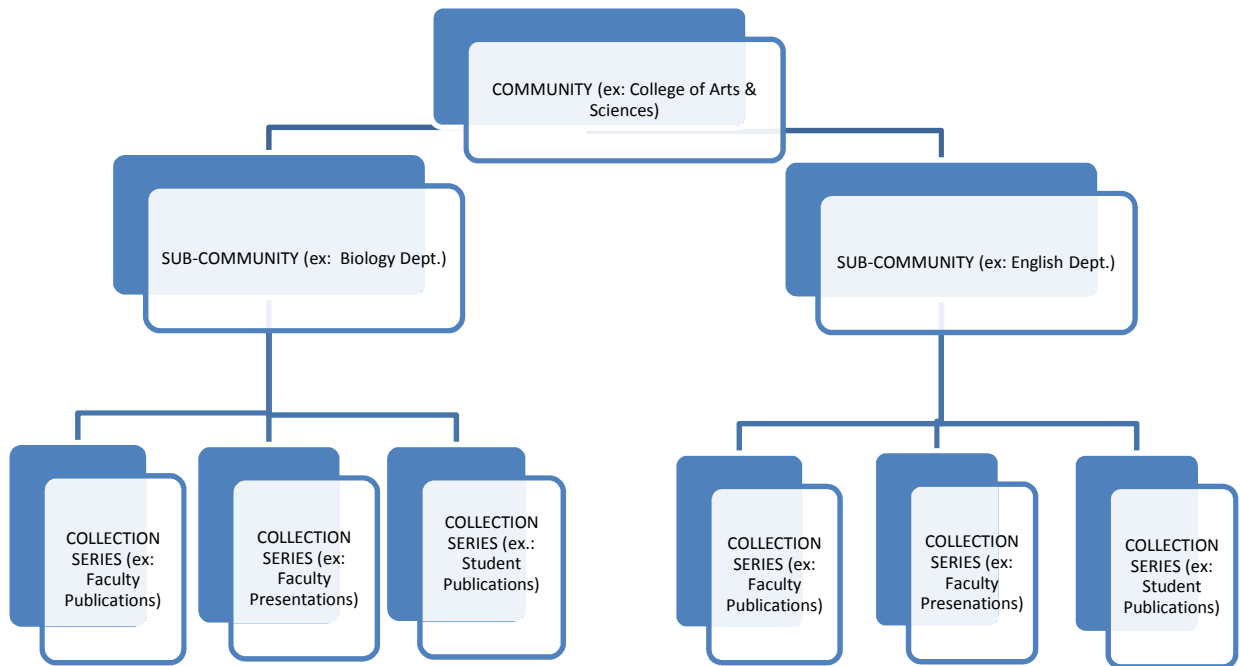 COMMUNITY (ex: College of Arts &
Sciences)
SUB-COMMUNITY (ex:  Biology Dept.)
SUB-COMMUNITY (ex: English Dept.)
COLLECTION
SERIES (ex:
Faculty
Publications)
COLLECTION
SERIES (ex:
Faculty
Presentations)
COLLECTION
SERIES (ex.:
Student
Publications)
COLLECTION
SERIES (ex:
Faculty
Publications)
COLLECTION
SERIES (ex:
Faculty
Presenations)
COLLECTION
SERIES (ex:
Student
Publications)